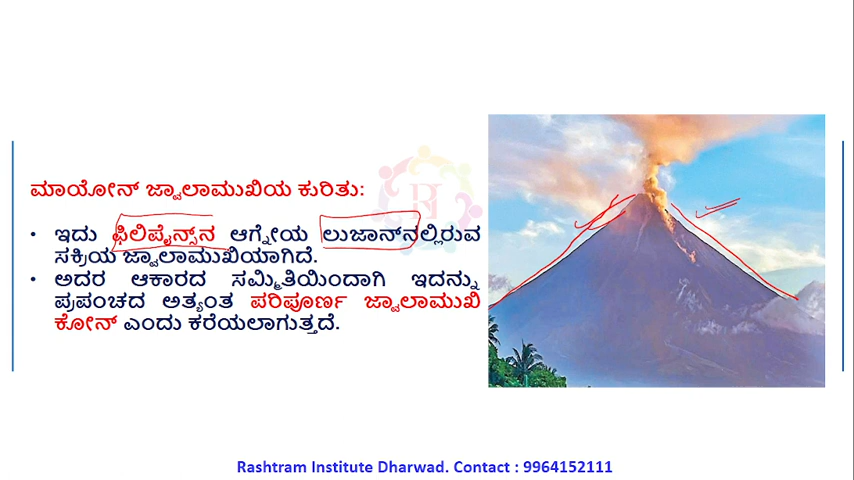 ಮಾಯೋನ್ ಜ್ವಾಲಾಮುಖಿಯ ಕುರಿತು:
• ಇದು ಫಿಲಿಪೈನ್ಸ್‌ನ ಆಗ್ನೇಯ ಲುಜಾನ್‌ನಲ್ಲಿರುವ
ಸಕ್ರಿಯ ಜ್ವಾಲಾಮುಖಿಯಾಗಿದೆ.
• ಅದರ ಆಕಾರದ ಸಮ್ಮಿತಿಯಿಂದಾಗಿ ಇದನ್ನು
ಪ್ರಪಂಚದ ಅತ್ಯಂತ ಪರಿಪೂರ್ಣ ಜ್ವಾಲಾಮುಖಿ
ಕೋನ್ ಎಂದು ಕರೆಯಲಾಗುತ್ತದೆ.
Rashtram Institute Dharwad. Contact : 9964152111